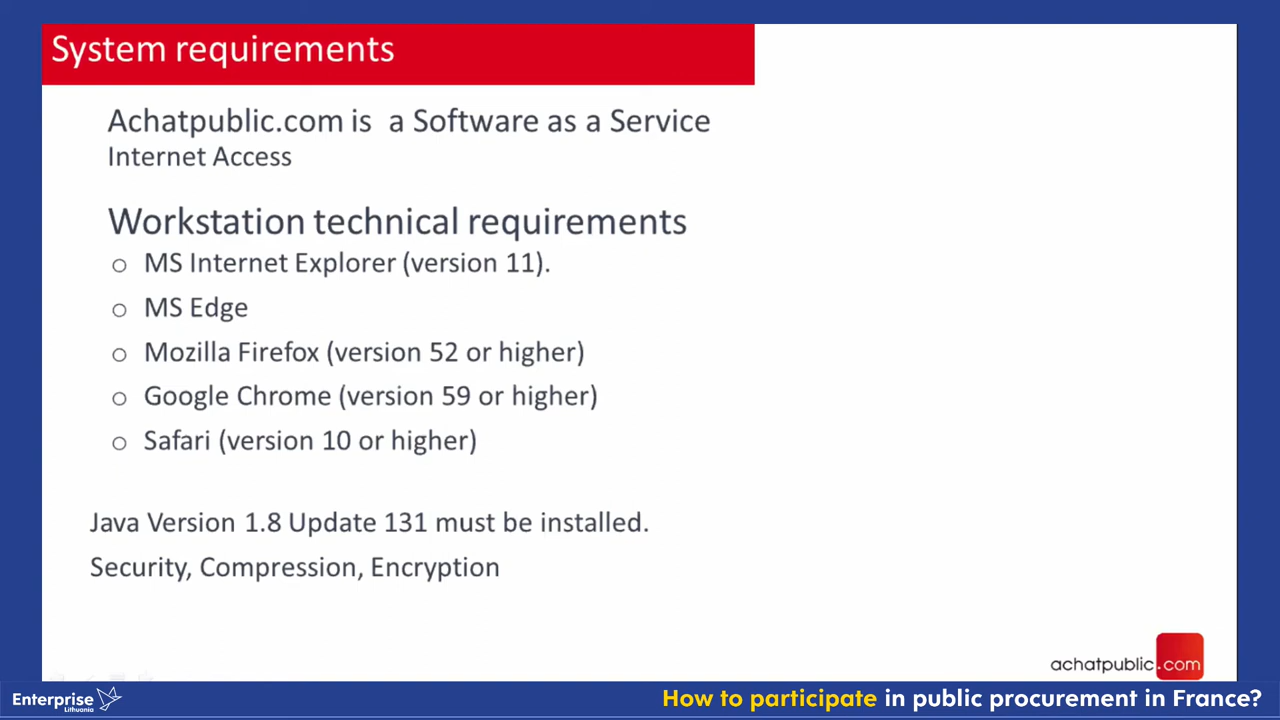 System requirements
Achatpublic.com is a Software as a Service
Internet Access
Workstation technical requirements
MS Internet Explorer (version 11).
MS Edge
Mozilla Firefox (version 52 or higher)
Google Chrome (version 59 or higher)
Safari (version 10 or higher)
Java Version 1.8 Update 131 must be installed.
Security, Compression, Encryption
achatpublic.com
Enterprise
Lithuania
How to participate in public procurement in France?